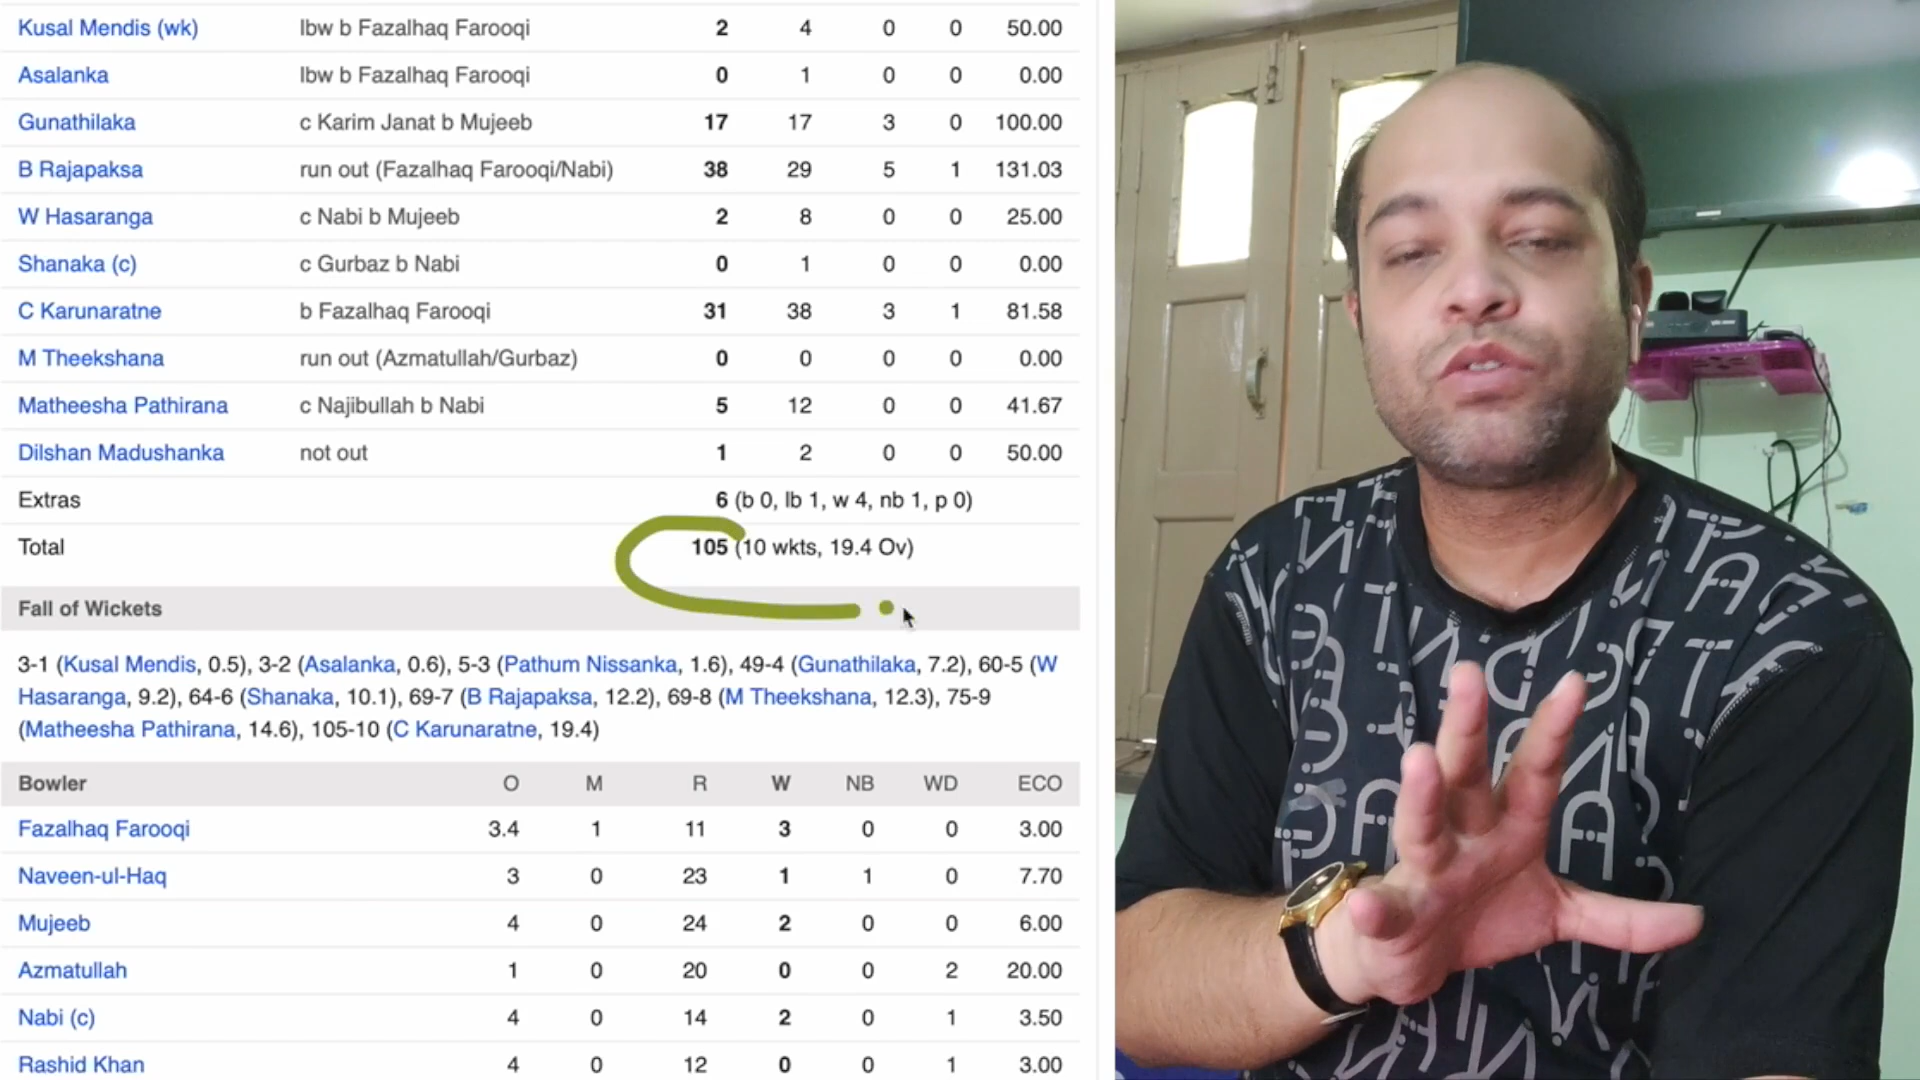 Kusal Mendis (wk) lbw b Fazalhaq Farooqi 2 4 0 0 50.00
Asalanka lbw b Fazalhaq Farooqi 0 1 0 0 0.00
Gunathilaka c Karim Janat b Mujeeb 17 17 3 0 100.00
B Rajapaksa run out (Fazalhaq Farooqi/Nabi) 38 29 5 1 131.03
W Hasaranga c Nabi b Mujeeb 2 8 0 0 25.00
Shanaka (c) c Gurbaz b Nabi 0 1 0 0 0.00
C Karunaratne b Fazalhaq Farooqi 31 38 3 1 81.58
M Theekshana run out (Azmatullah/Gurbaz) 0 0 0 0 0.00
Matheesha Pathirana c Najibullah b Nabi 5 12 0 0 41.67
Dilshan Madushanka not out 1 2 0 0 50.00
Extras 6 (b 0, lb 1, w 4, nb 1, p 0)
Total 105 (10 wkts, 19.4 Ov)
Fall of Wickets
3-1 (Kusal Mendis, 0.5), 3-2 (Asalanka, 0.6), 5-3 (Pathum Nissanka, 1.6), 49-4 (Gunathilaka, 7.2), 60-5 (W
Hasaranga, 9.2), 64-6 (Shanaka, 10.1), 69-7 (B Rajapaksa, 12.2), 69-8 (M Theekshana, 12.3), 75-9
(Matheesha Pathirana, 14.6), 105-10 (C Karunaratne, 19.4)
Bowler O M R W NB WD ECO
Fazalhaq Farooqi 3.4 1 11 3 0 0 3.00
Naveen-ul-Haq 3 0 23 1 1 0 7.70
Mujeeb 4 0 24 2 0 0 6.00
Azmatullah 1 0 20 0 0 2 20.00
Nabi (c) 4 0 14 2 0 1 3.50
Rashid Khan 4 0 12 0 0 1 3.00